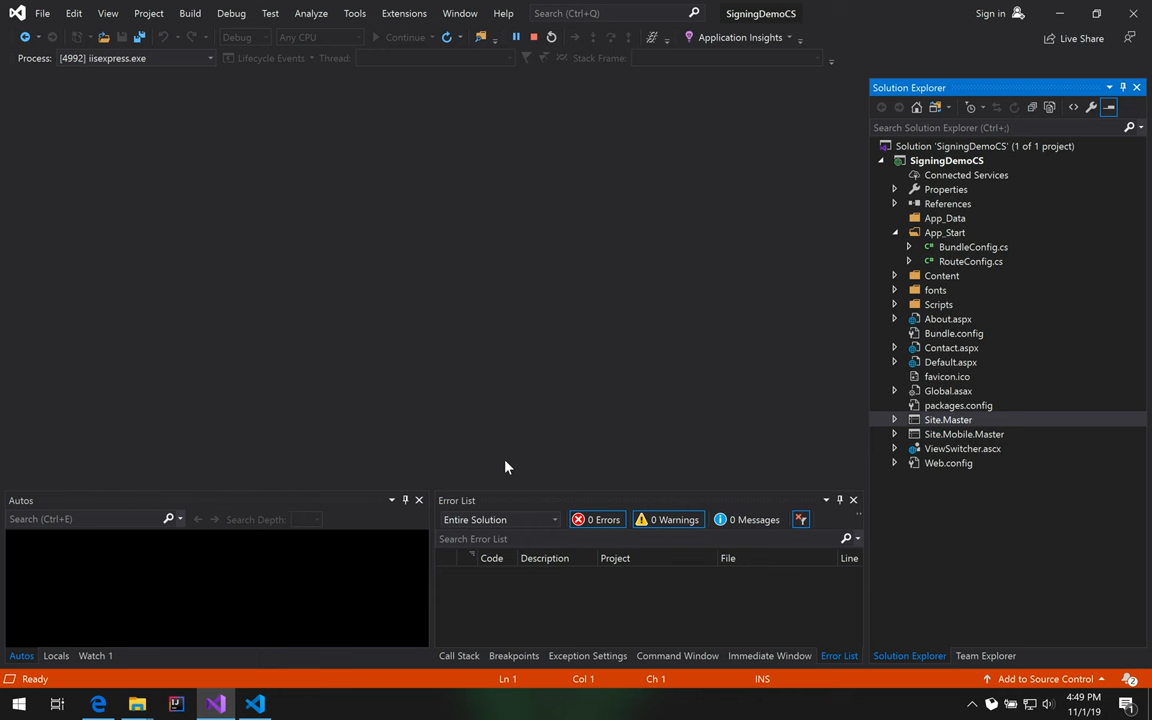 File Edit View Project Build Debug Test Analyze Tools Extensions Window Help Search (Ctrl+Q) SigningDemoCS Sign in
Debug Any CPU Continue Application Insights Live Share
Process: [4992] iisexpress.exe Lifecycle Events Thread: Stack Frame:
Solution Explorer
Search Solution Explorer (Ctrl+;)
Solution 'SigningDemoCS' (1 of 1 project)
SigningDemoCS
Connected Services
Properties
References
App_Data
App_Start
BundleConfig.cs
RouteConfig.cs
Content
fonts
Scripts
About.aspx
Bundle.config
Contact.aspx
Default.aspx
favicon.ico
Global.asax
packages.config
Site.Master
Site.Mobile.Master
ViewSwitcher.ascx
Web.config
Solution Explorer Team Explorer
Autos
Search (Ctrl+E) Search Depth:
Autos Locals Watch 1
Error List
Entire Solution 0 Errors 0 Warnings 0 Messages
Search Error List
Code Description Project File Line
Call Stack Breakpoints Exception Settings Command Window Immediate Window Error List
Ready Ln 1 Col 1 Ch 1 INS Add to Source Control 2
4:49 PM
11/1/19
1